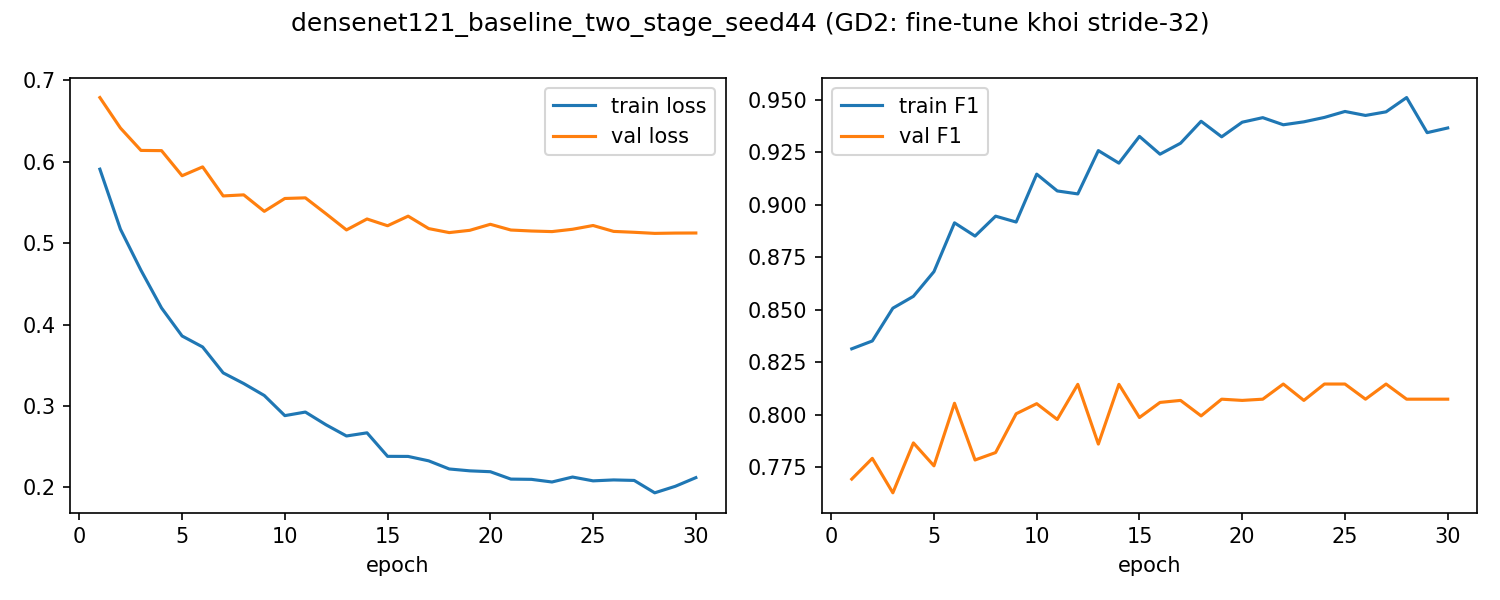 densenet121_baseline_two_stage_seed44 (GD2: fine-tune khoi stride-32)
0.7
0.6
0.5
0.4
0.3
0.2
0 5 10 15 20 25 30
epoch
train loss
val loss
0.950
0.925
0.900
0.875
0.850
0.825
0.800
0.775
0 5 10 15 20 25 30
epoch
train F1
val F1